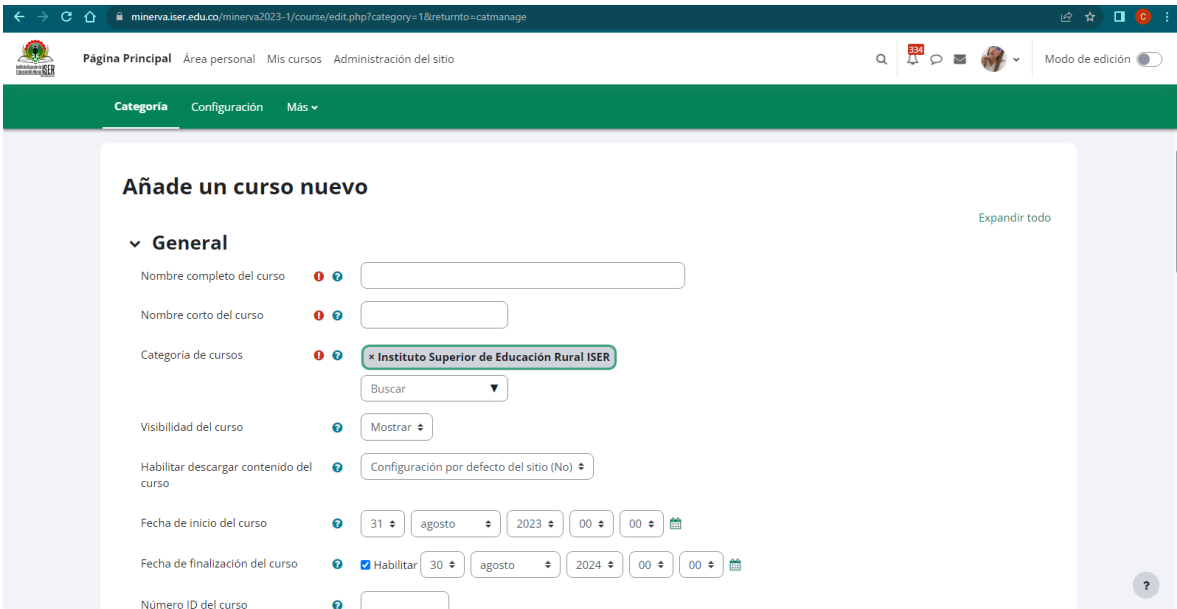 minerva.iser.edu.co/minerva2023-1/course/edit.php?category=1&returnto=catmanage
C
ISER
Página Principal Área personal Mis cursos Administración del sitio
334
Modo de edición
Categoría Configuración Más
Añade un curso nuevo
Expandir todo
General
Nombre completo del curso
Nombre corto del curso
Categoría de cursos × Instituto Superior de Educación Rural ISER
Buscar ▼
Visibilidad del curso Mostrar
Habilitar descargar contenido del curso Configuración por defecto del sitio (No)
Fecha de inicio del curso 31 agosto 2023 00 00
Fecha de finalización del curso Habilitar 30 agosto 2024 00 00
Número ID del curso
?